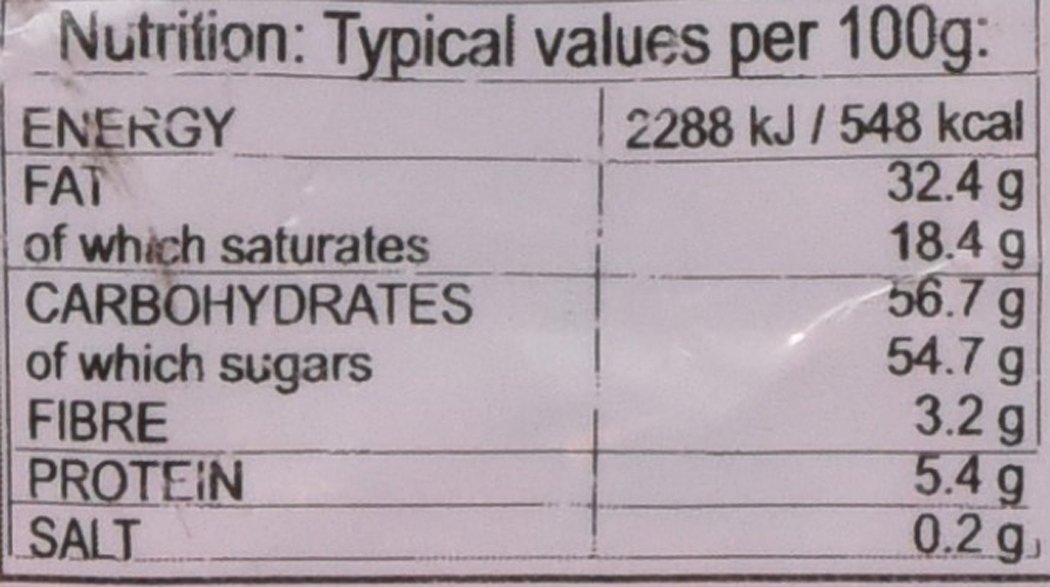 Nutrition: Typical values per 100g:
ENERGY 2288 kJ / 548 kcal
FAT 32.4 g
of which saturates 18.4 g
CARBOHYDRATES 56.7 g
of which sugars 54.7 g
FIBRE 3.2 g
PROTEIN 5.4 g
SALT 0.2 g